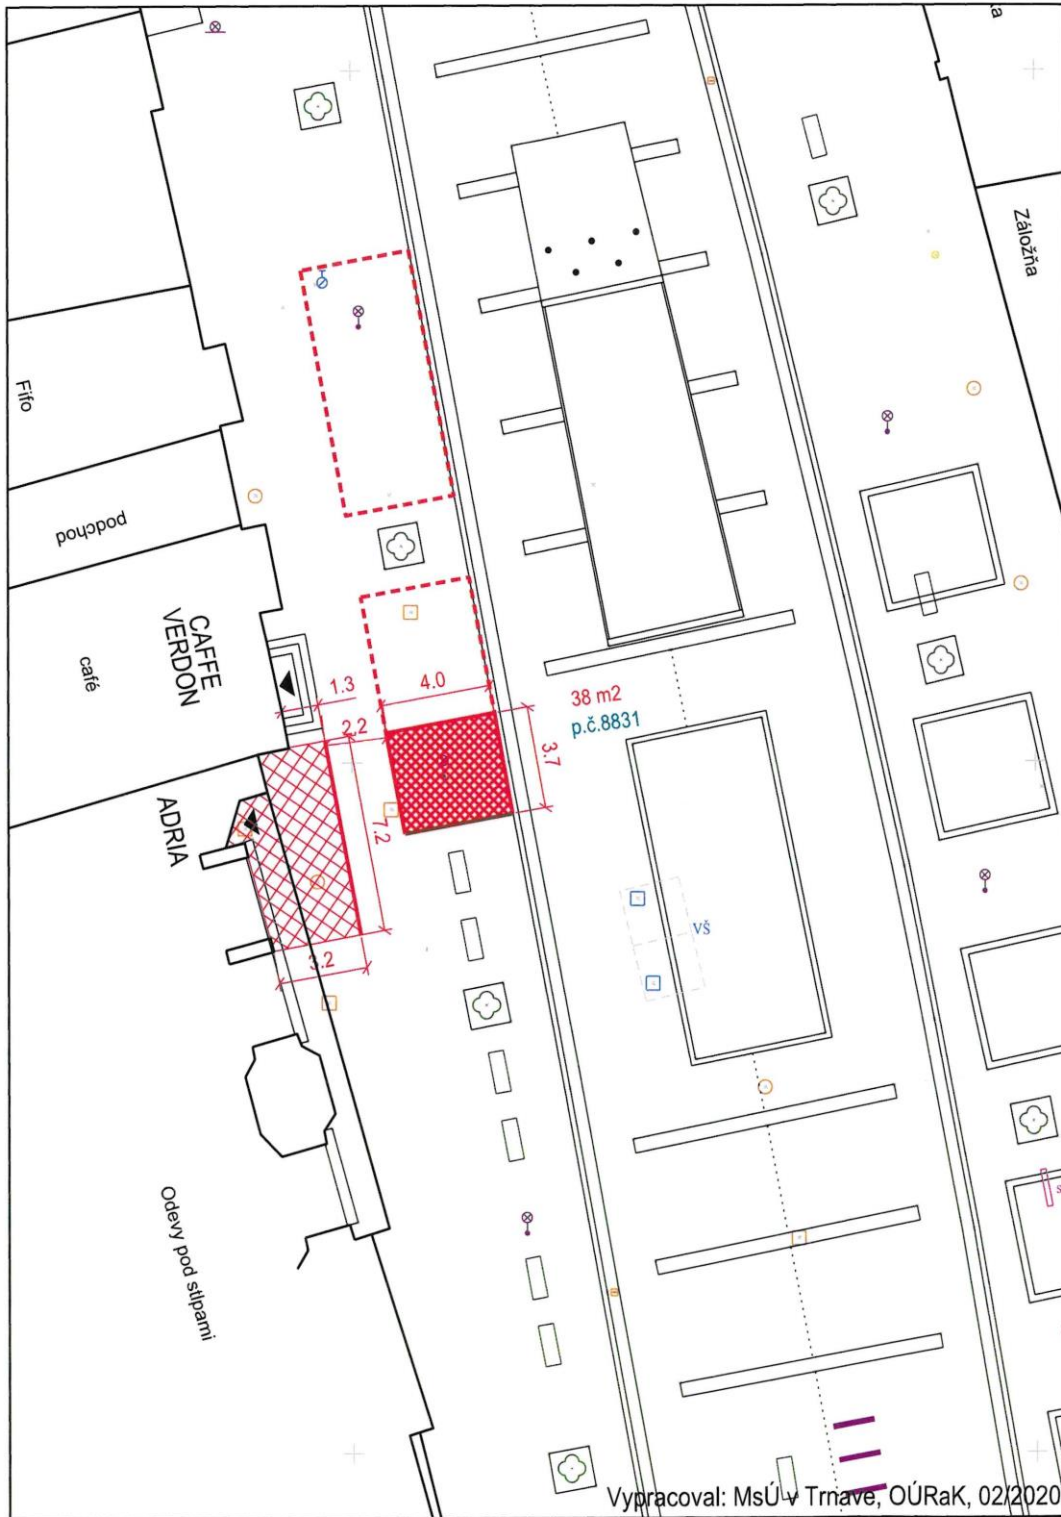 Záložňa
Fifo
podchod
CAFFE
VERDON
café
1.3
4.0
2.2
38 m2
p.č.8831
3.7
ADRIA
7.2
3.2
VŠ
Odevy pod stlpami
Vypracoval: MsÚ v Trnave, OÚRaK, 02/2020